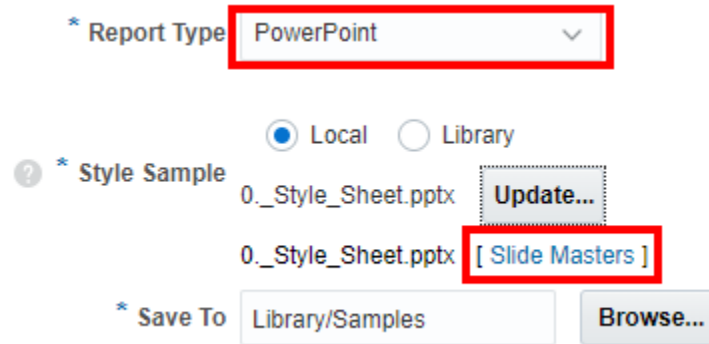 * Report Type PowerPoint
Local Library
? * Style Sample
0._Style_Sheet.pptx Update...
0._Style_Sheet.pptx [ Slide Masters ]
* Save To Library/Samples Browse...